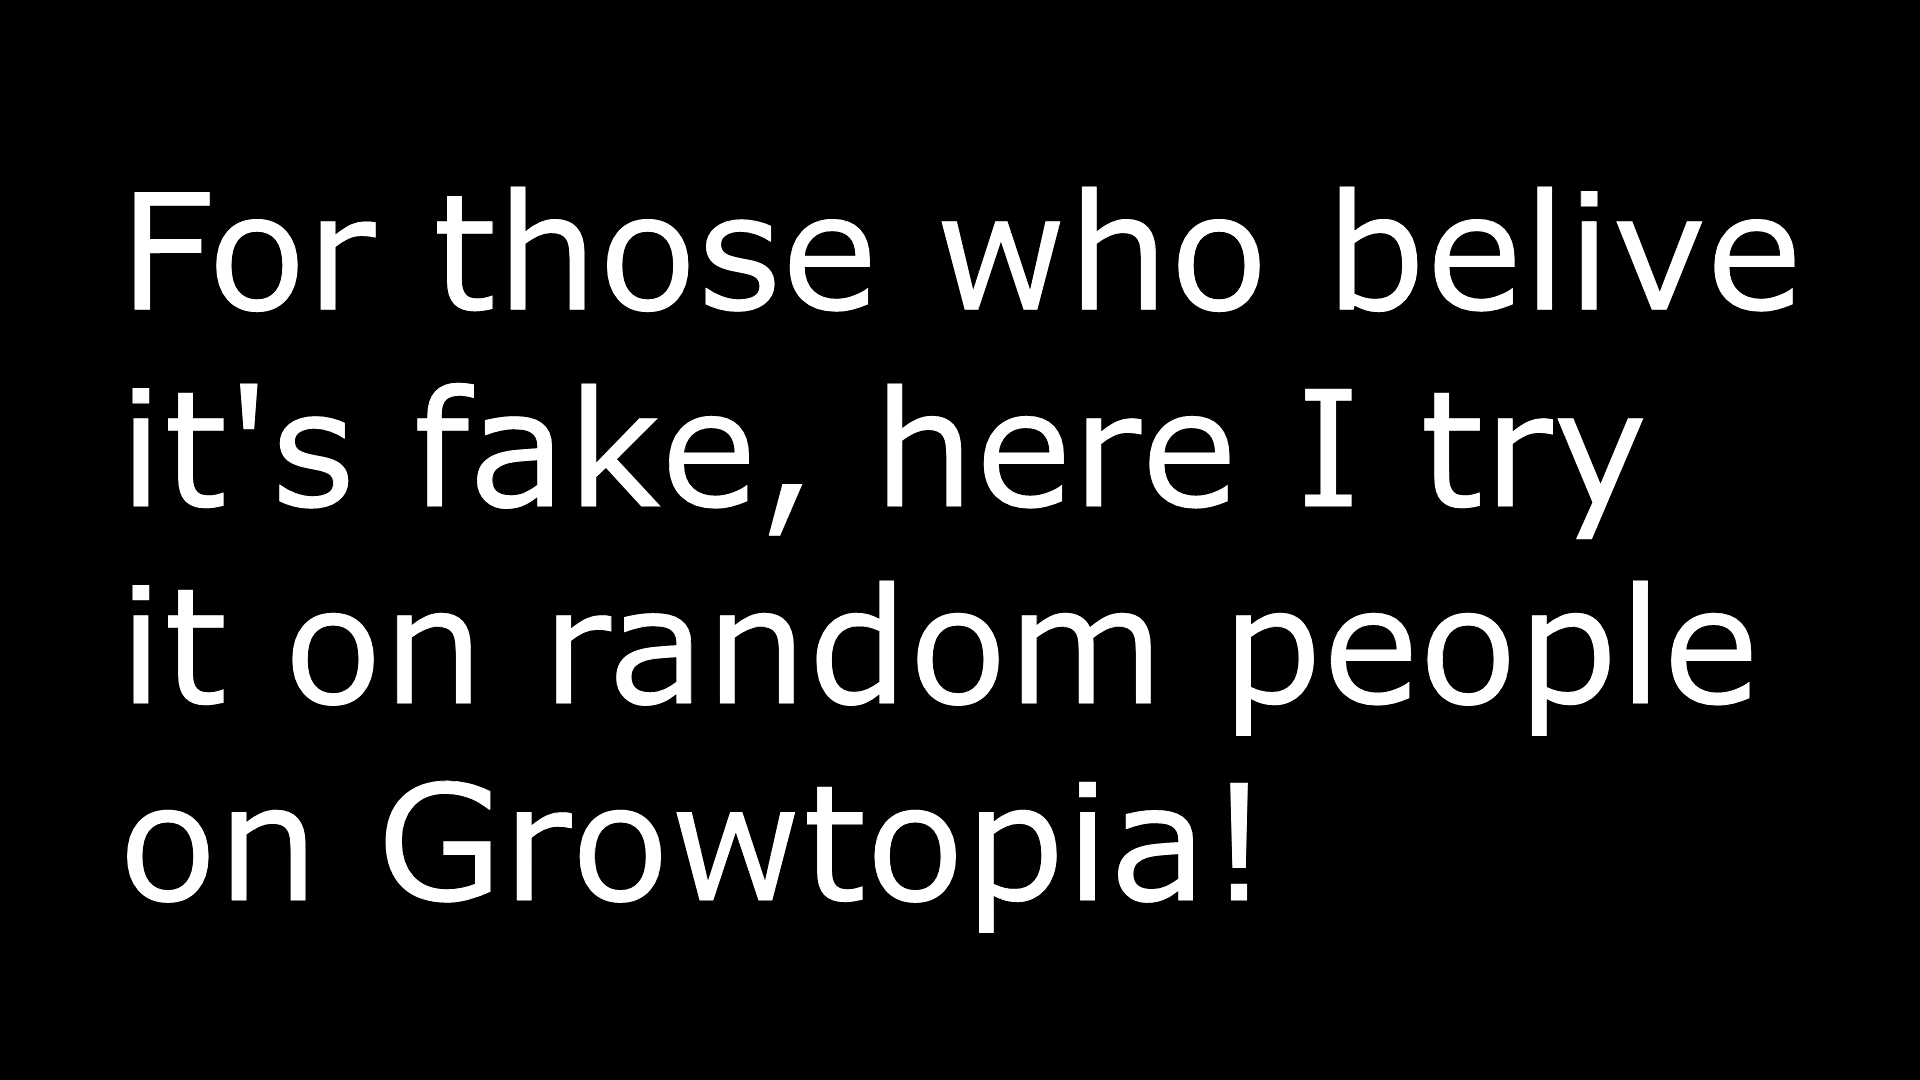 For those who belive
it's fake, here I try
it on random people
on Growtopia!